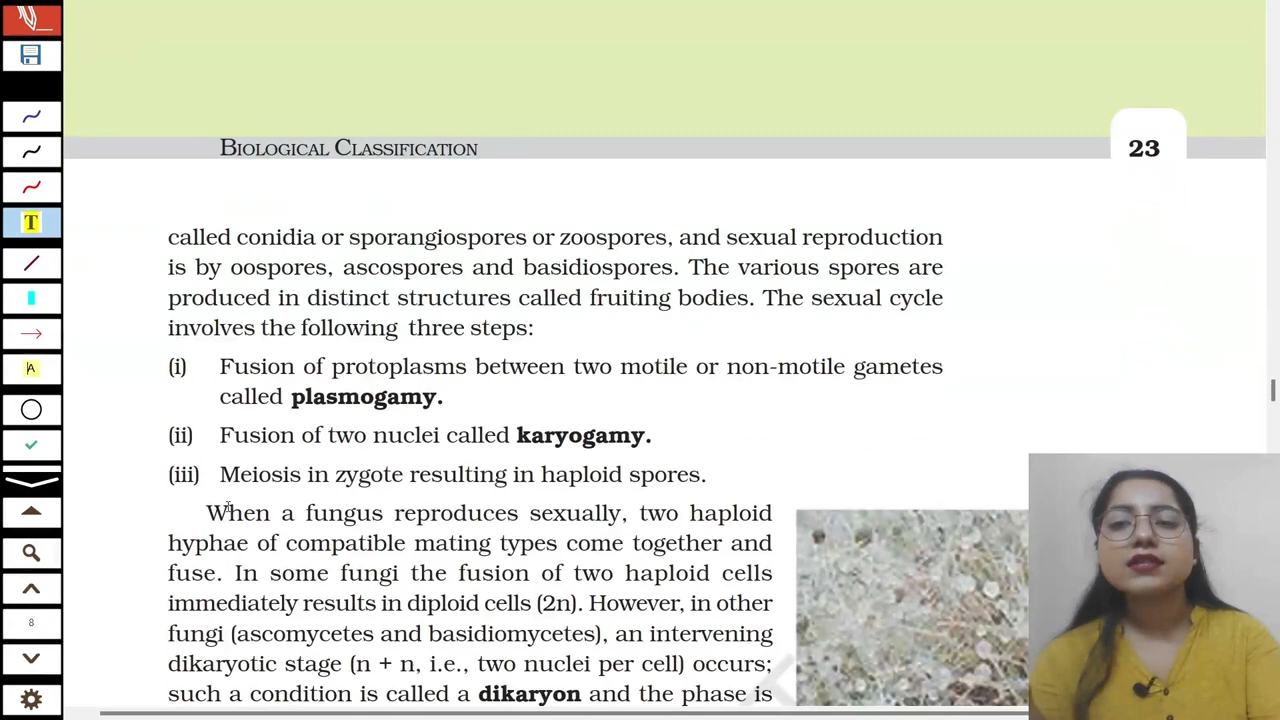 BIOLOGICAL CLASSIFICATION
23
called conidia or sporangiospores or zoospores, and sexual reproduction
is by oospores, ascospores and basidiospores. The various spores are
produced in distinct structures called fruiting bodies. The sexual cycle
involves the following three steps:
(i) Fusion of protoplasms between two motile or non-motile gametes
called plasmogamy.
(ii) Fusion of two nuclei called karyogamy.
(iii) Meiosis in zygote resulting in haploid spores.
When a fungus reproduces sexually, two haploid
hyphae of compatible mating types come together and
fuse. In some fungi the fusion of two haploid cells
immediately results in diploid cells (2n). However, in other
fungi (ascomycetes and basidiomycetes), an intervening
dikaryotic stage (n + n, i.e., two nuclei per cell) occurs;
such a condition is called a dikaryon and the phase is
T
A
8